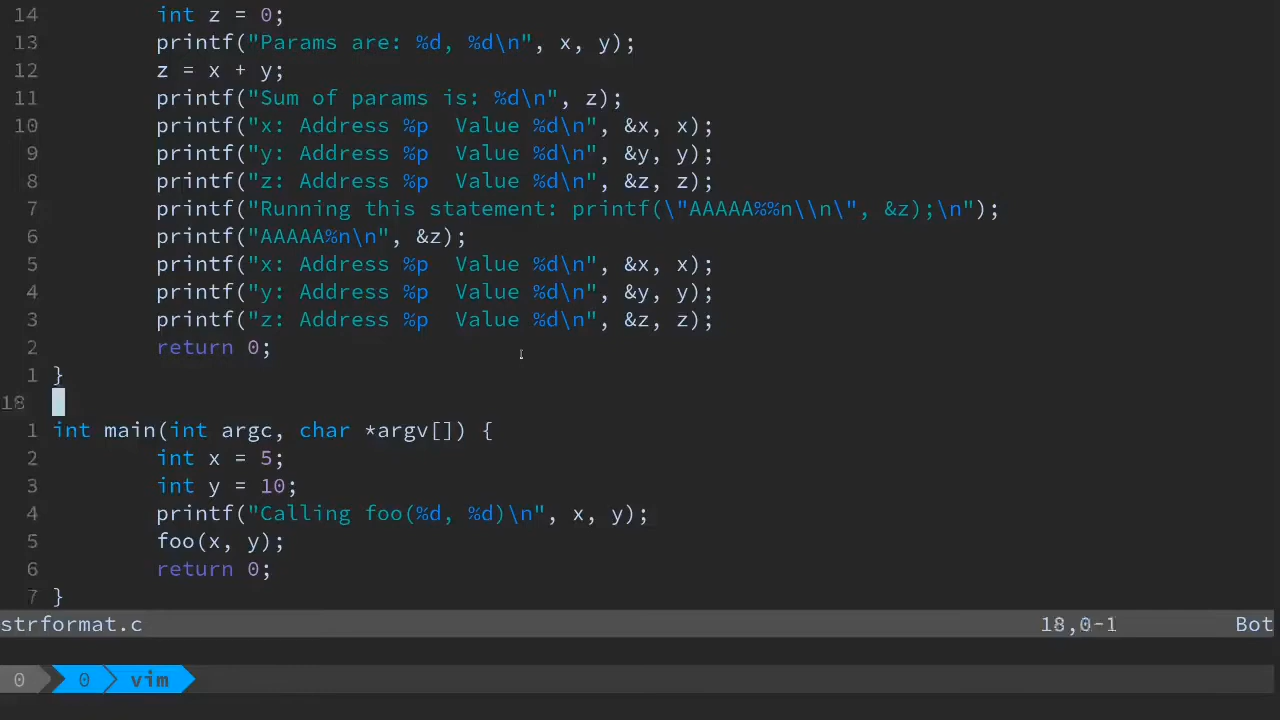 14         int z = 0;
13         printf("Params are: %d, %d\n", x, y);
12         z = x + y;
11         printf("Sum of params is: %d\n", z);
10         printf("x: Address %p  Value %d\n", &x, x);
 9         printf("y: Address %p  Value %d\n", &y, y);
 8         printf("z: Address %p  Value %d\n", &z, z);
 7         printf("Running this statement: printf(\"AAAAA%%n\\n\", &z);\n");
 6         printf("AAAAA%n\n", &z);
 5         printf("x: Address %p  Value %d\n", &x, x);
 4         printf("y: Address %p  Value %d\n", &y, y);
 3         printf("z: Address %p  Value %d\n", &z, z);
 2         return 0;
 1 }
18
 1 int main(int argc, char *argv[]) {
 2         int x = 5;
 3         int y = 10;
 4         printf("Calling foo(%d, %d)\n", x, y);
 5         foo(x, y);
 6         return 0;
 7 }
strformat.c 18,0-1 Bot
0 0 vim